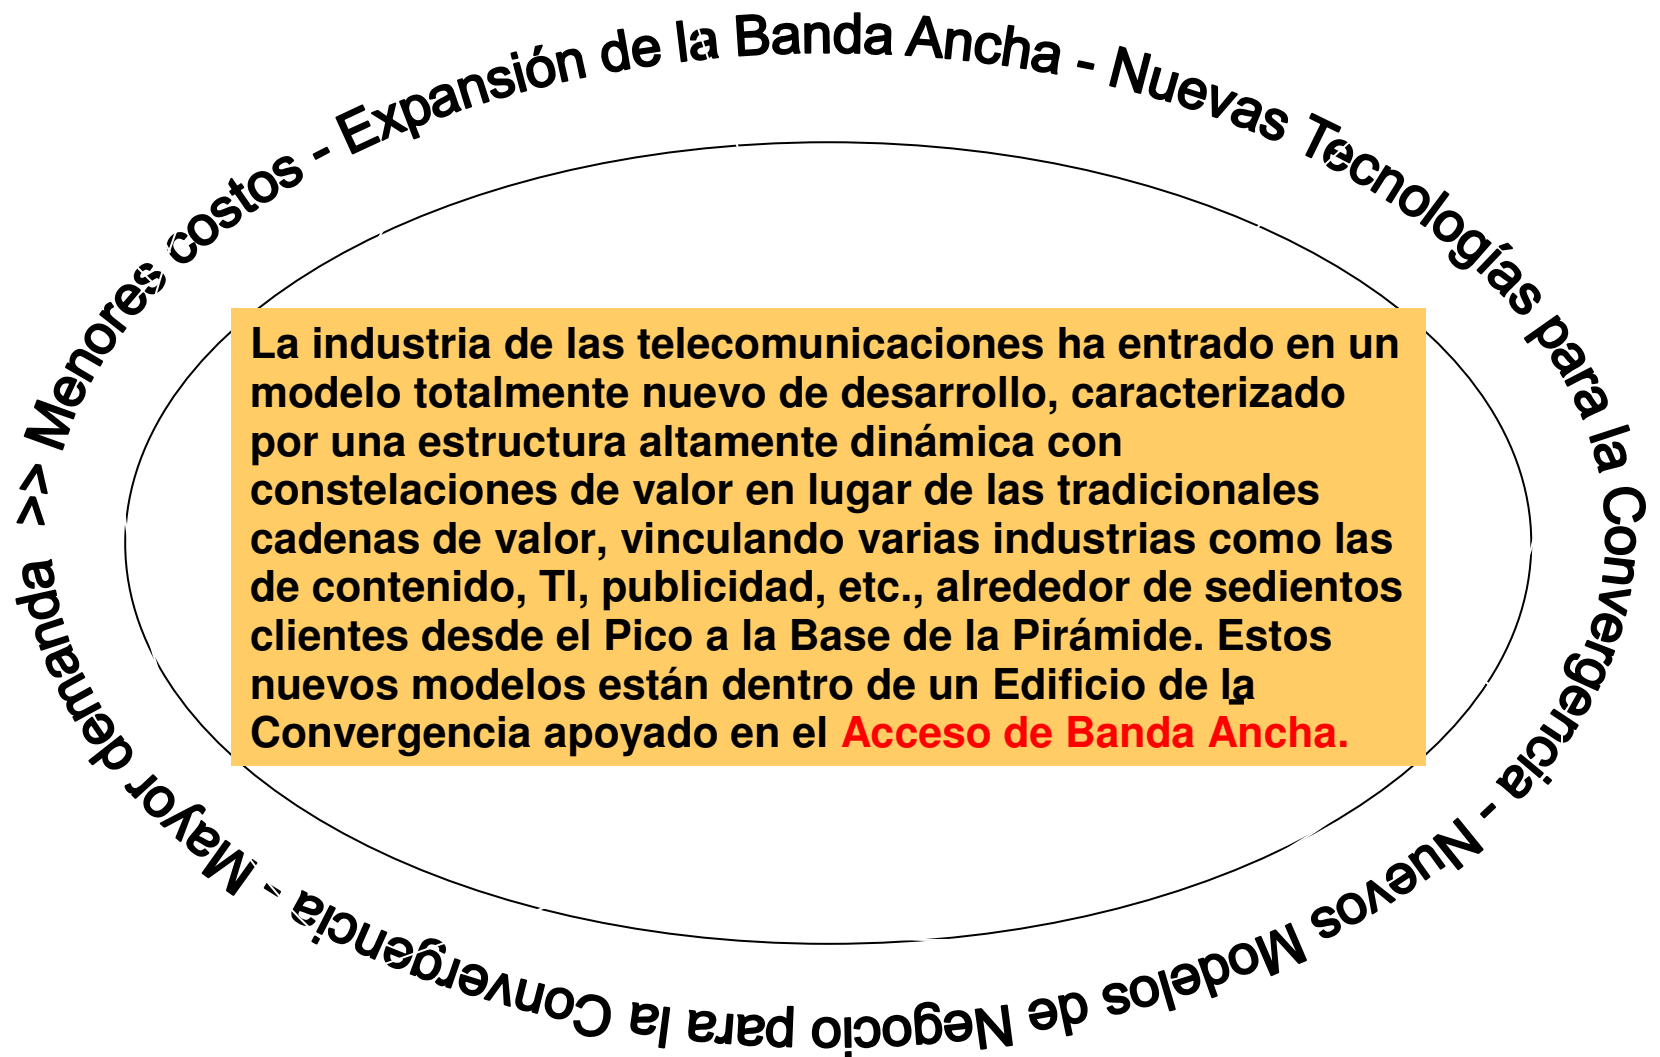 >> Menores costos - Expansión de la Banda Ancha - Nuevas Tecnologías para la Convergencia - Nuevos Modelos de Negocio para la Convergencia - Mayor demanda
La industria de las telecomunicaciones ha entrado en un
modelo totalmente nuevo de desarrollo, caracterizado
por una estructura altamente dinámica con
constelaciones de valor en lugar de las tradicionales
cadenas de valor, vinculando varias industrias como las
de contenido, TI, publicidad, etc., alrededor de sedientos
clientes desde el Pico a la Base de la Pirámide. Estos
nuevos modelos están dentro de un Edificio de la
Convergencia apoyado en el Acceso de Banda Ancha.